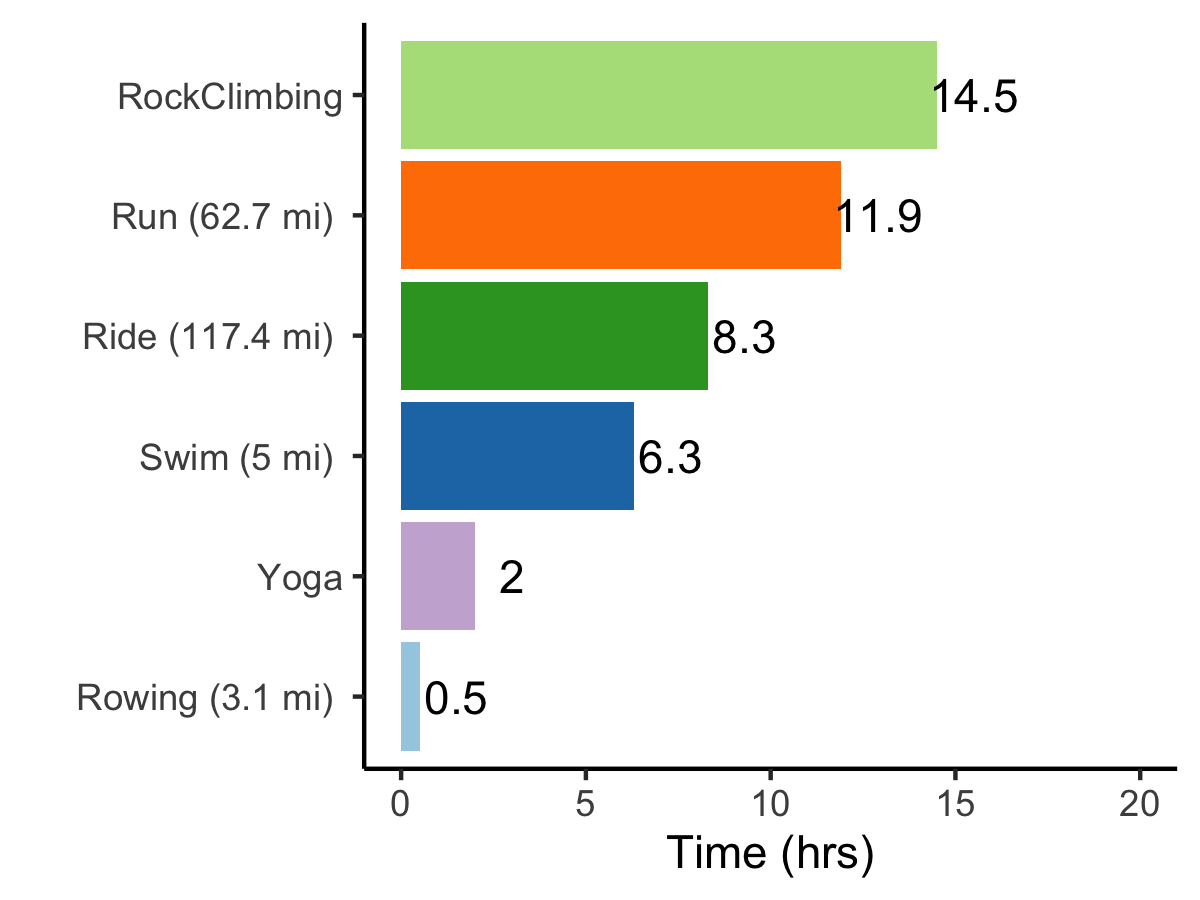 RockClimbing 14.5
Run (62.7 mi) 11.9
Ride (117.4 mi) 8.3
Swim (5 mi) 6.3
Yoga 2
Rowing (3.1 mi) 0.5
0 5 10 15 20
Time (hrs)